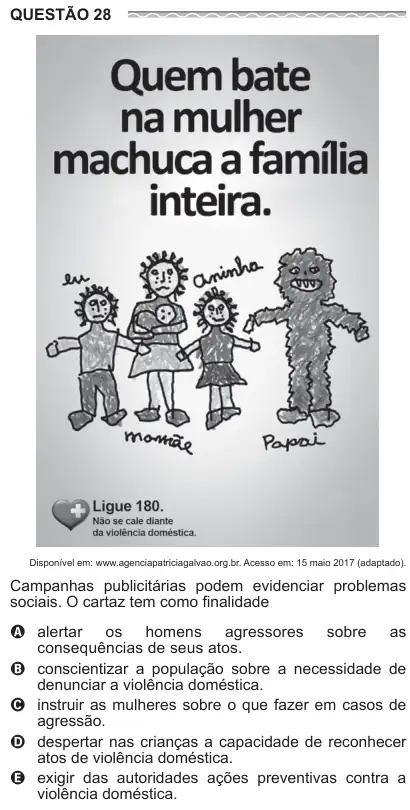 QUESTÃO 28
Quem bate
na mulher
machuca a família
inteira.
eu
aninha
mamãe
Papai
Ligue 180.
Não se cale diante
da violência doméstica.
Disponível em: www.agenciapatriciagalvao.org.br. Acesso em: 15 maio 2017 (adaptado).
Campanhas publicitárias podem evidenciar problemas
sociais. O cartaz tem como finalidade
A alertar os homens agressores sobre as
consequências de seus atos.
B conscientizar a população sobre a necessidade de
denunciar a violência doméstica.
C instruir as mulheres sobre o que fazer em casos de
agressão.
D despertar nas crianças a capacidade de reconhecer
atos de violência doméstica.
E exigir das autoridades ações preventivas contra a
violência doméstica.